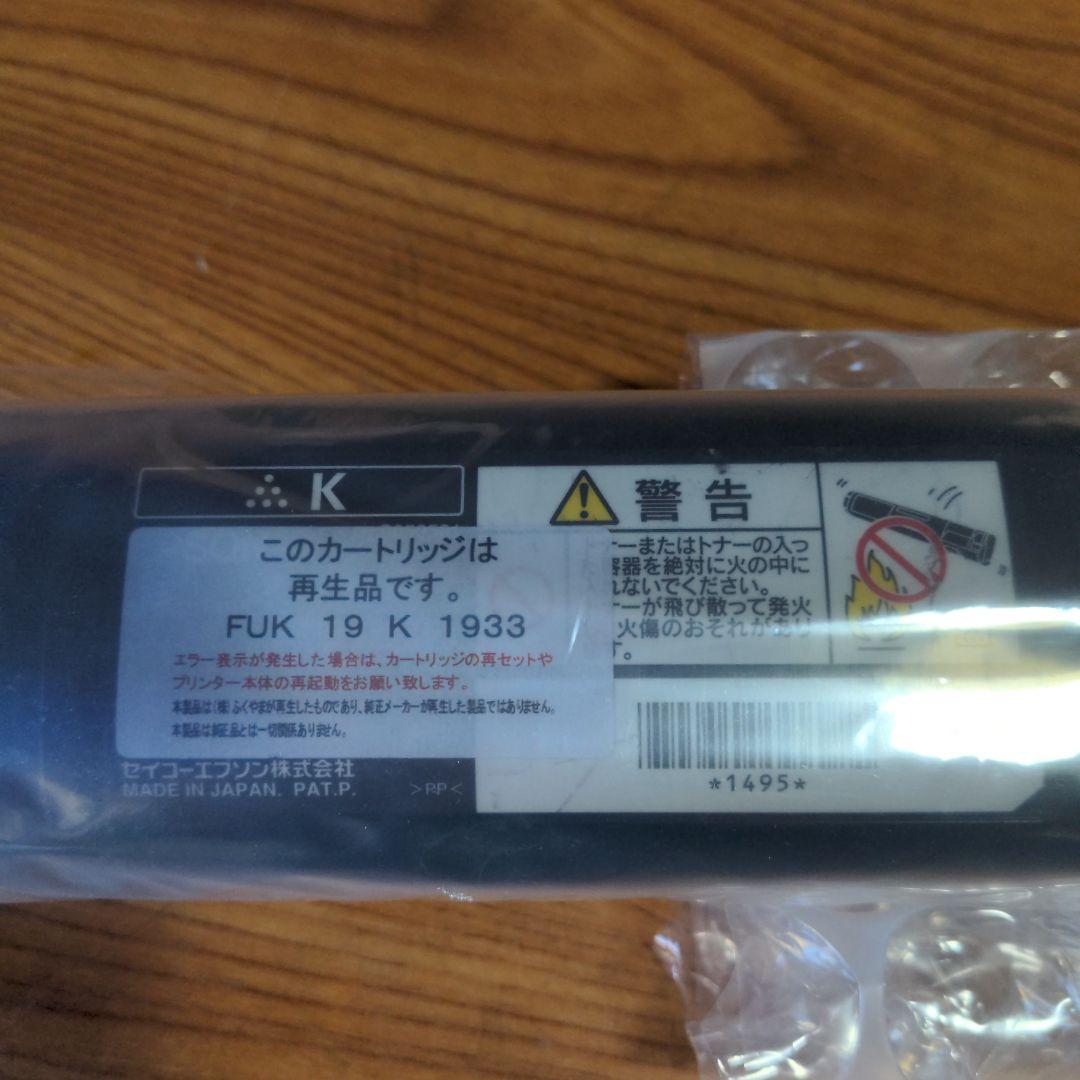 K
警告
このカートリッジは
再生品です。
FUK 19 K 1933
エラー表示が発生した場合は、カートリッジの再セットや
プリンター本体の再起動をお願い致します。
本製品は（株）ふくやまが再生したものであり、純正メーカーが再生した製品ではありません。
本製品は純正品とは一切関係ありません。
セイコーエプソン株式会社
MADE IN JAPAN. PAT.P.
>PP<
ーまたはトナーの入っ
容器を絶対に火の中に
れないでください。
ナーが飛び散って発火
火傷のおそれがあり
す。
*1495*